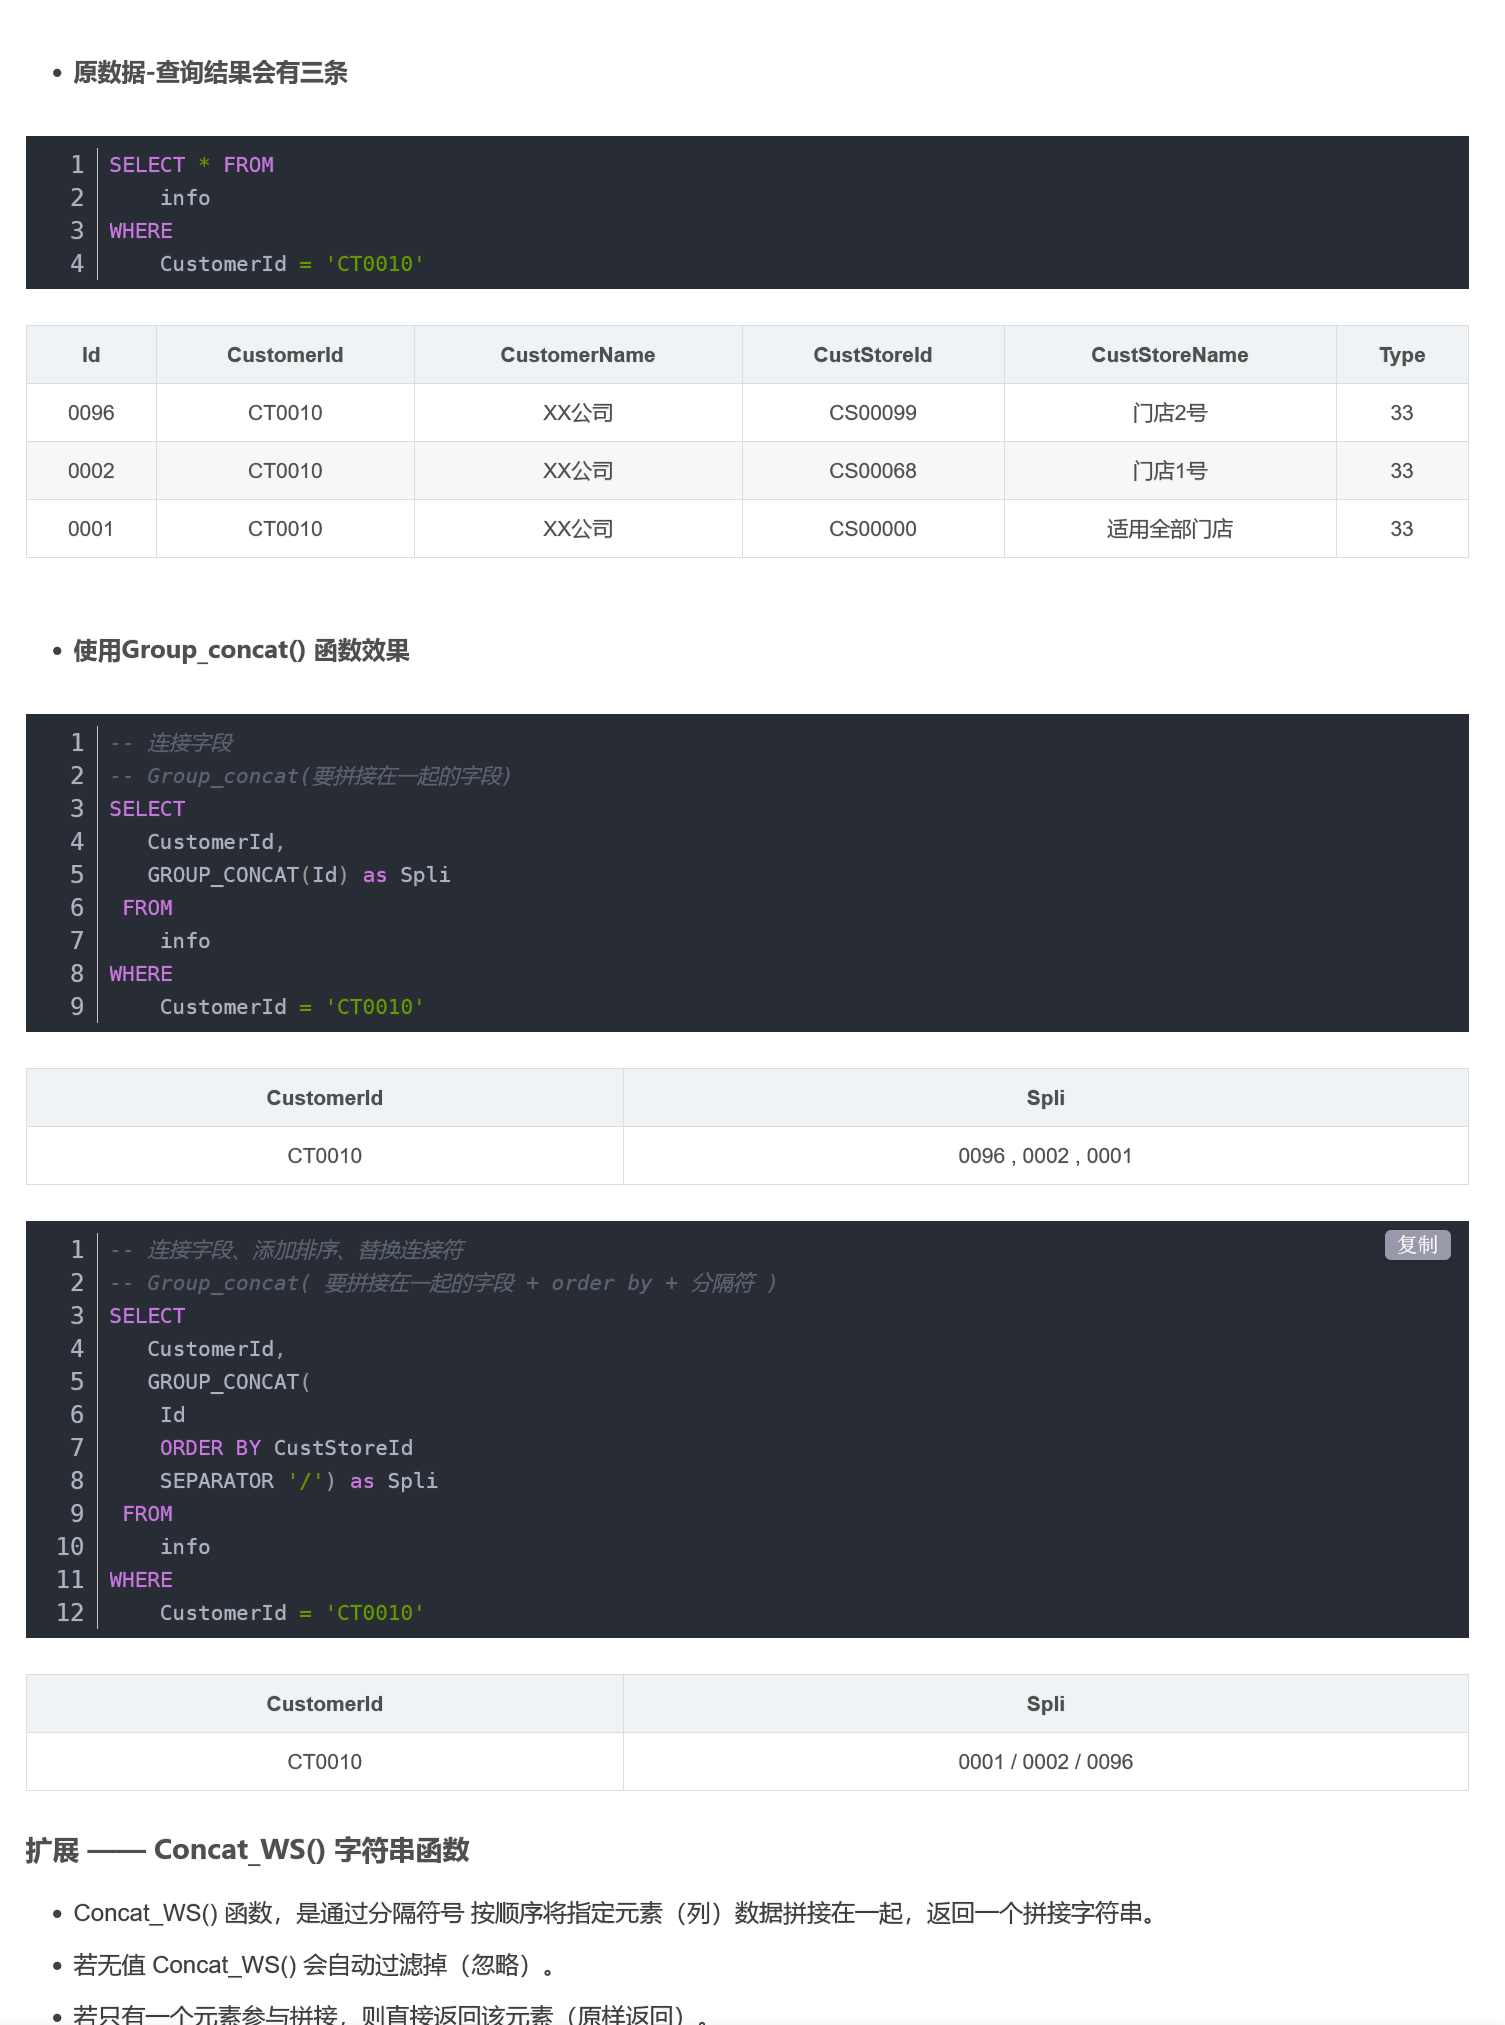 • 原数据-查询结果会有三条
1 SELECT * FROM
2     info
3 WHERE
4     CustomerId = 'CT0010'
Id CustomerId CustomerName CustStoreId CustStoreName Type
0096 CT0010 XX公司 CS00099 门店2号 33
0002 CT0010 XX公司 CS00068 门店1号 33
0001 CT0010 XX公司 CS00000 适用全部门店 33
• 使用Group_concat() 函数效果
1 -- 连接字段
2 -- Group_concat(要拼接在一起的字段)
3 SELECT
4    CustomerId,
5    GROUP_CONCAT(Id) as Spli
6  FROM
7     info
8 WHERE
9     CustomerId = 'CT0010'
CustomerId Spli
CT0010 0096 , 0002 , 0001
复制
1 -- 连接字段、添加排序、替换连接符
2 -- Group_concat( 要拼接在一起的字段 + order by + 分隔符 )
3 SELECT
4    CustomerId,
5    GROUP_CONCAT(
6     Id
7     ORDER BY CustStoreId
8     SEPARATOR '/') as Spli
9  FROM
10     info
11 WHERE
12     CustomerId = 'CT0010'
CustomerId Spli
CT0010 0001 / 0002 / 0096
扩展 —— Concat_WS() 字符串函数
• Concat_WS() 函数，是通过分隔符号 按顺序将指定元素（列）数据拼接在一起，返回一个拼接字符串。
• 若无值 Concat_WS() 会自动过滤掉（忽略）。
• 若只有一个元素参与拼接，则直接返回该元素（原样返回）。